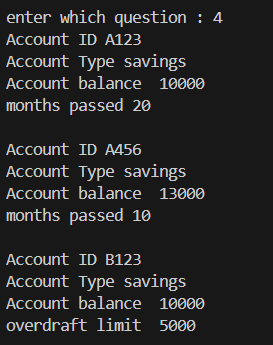 enter which question : 4
Account ID A123
Account Type savings
Account balance  10000
months passed 20

Account ID A456
Account Type savings
Account balance  13000
months passed 10

Account ID B123
Account Type savings
Account balance  10000
overdraft limit  5000